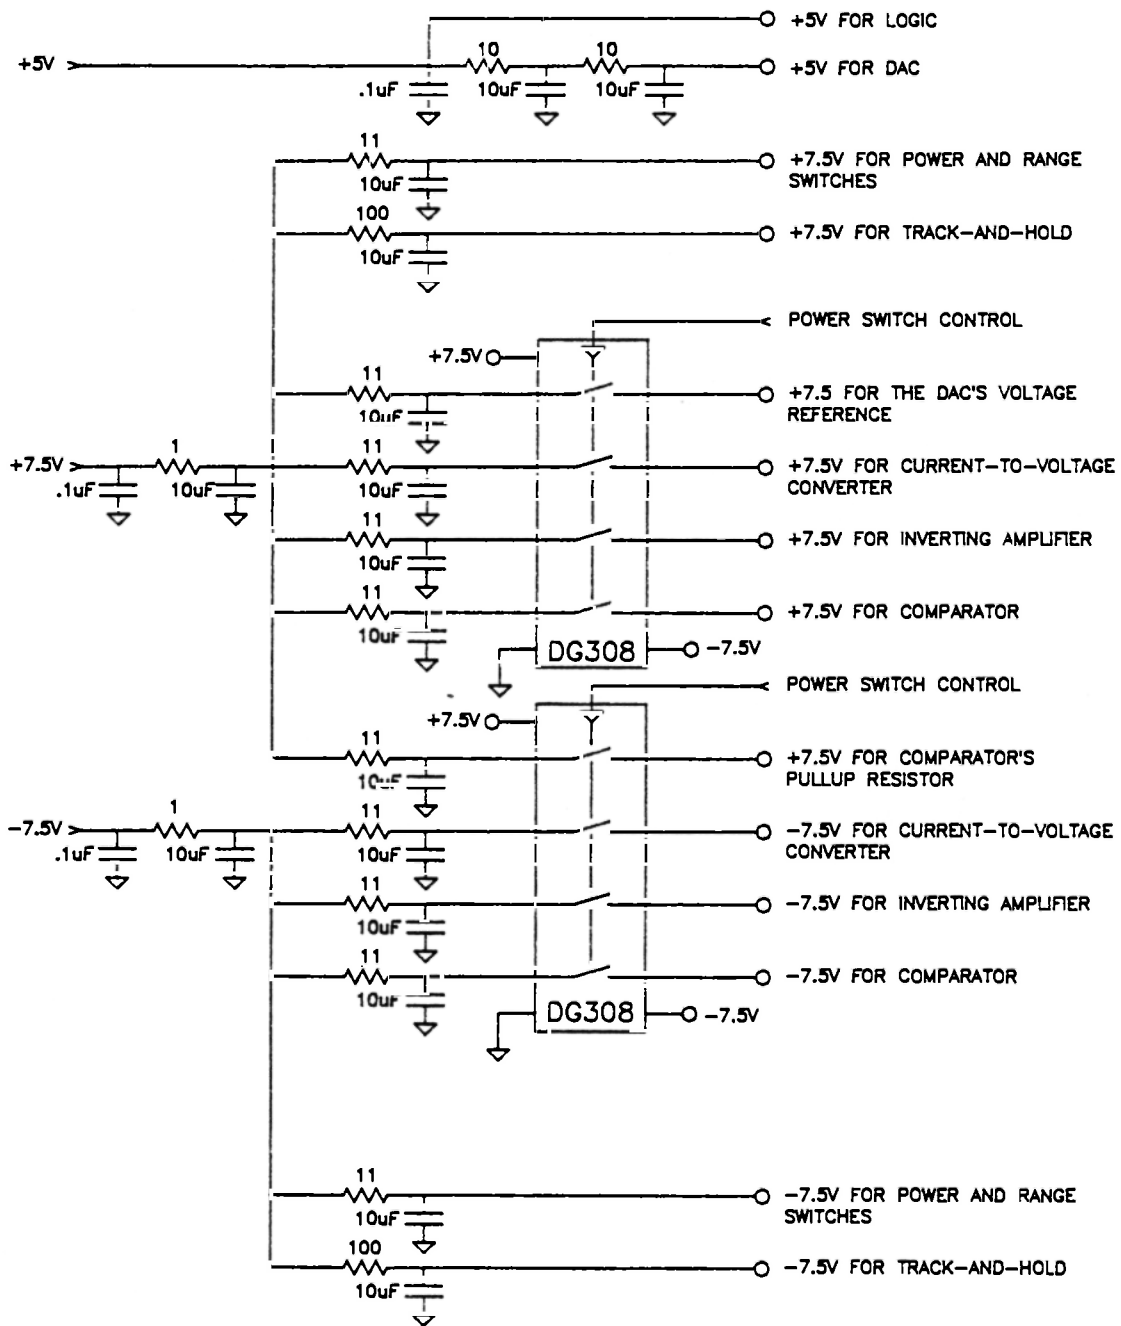 +5V FOR LOGIC
+5V
10
10
+5V FOR DAC
.1uF
10uF
10uF
11
+7.5V FOR POWER AND RANGE
SWITCHES
10uF
100
+7.5V FOR TRACK-AND-HOLD
10uF
POWER SWITCH CONTROL
+7.5V
11
+7.5 FOR THE DAC'S VOLTAGE
REFERENCE
10uF
+7.5V
1
11
+7.5V FOR CURRENT-TO-VOLTAGE
CONVERTER
.1uF
10uF
10uF
11
+7.5V FOR INVERTING AMPLIFIER
10uF
11
+7.5V FOR COMPARATOR
10uF
DG308
-7.5V
POWER SWITCH CONTROL
+7.5V
11
+7.5V FOR COMPARATOR'S
PULLUP RESISTOR
10uF
-7.5V
1
11
-7.5V FOR CURRENT-TO-VOLTAGE
CONVERTER
.1uF
10uF
10uF
11
-7.5V FOR INVERTING AMPLIFIER
10uF
11
-7.5V FOR COMPARATOR
10uF
DG308
-7.5V
11
-7.5V FOR POWER AND RANGE
SWITCHES
10uF
100
-7.5V FOR TRACK-AND-HOLD
10uF